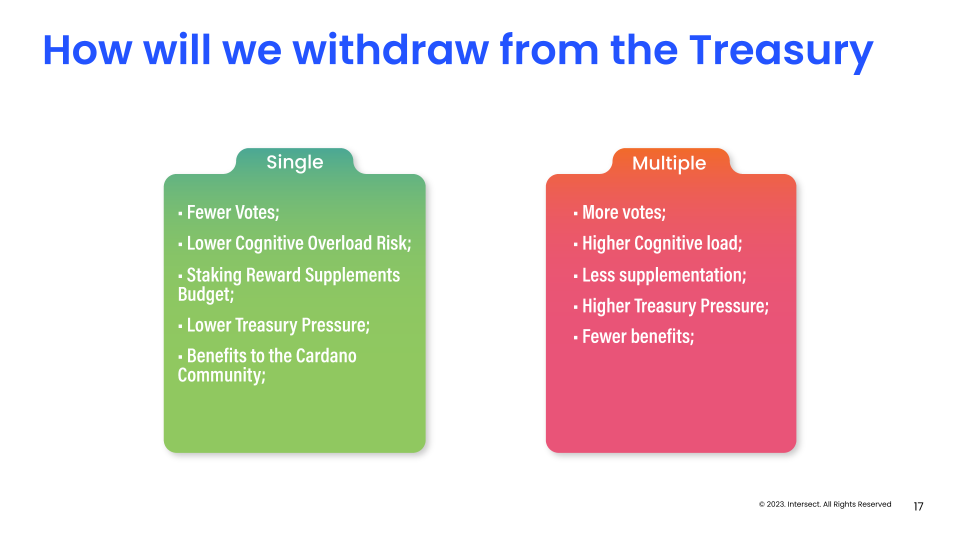 How will we withdraw from the Treasury
Single
▪ Fewer Votes;
▪ Lower Cognitive Overload Risk;
▪ Staking Reward Supplements
Budget;
▪ Lower Treasury Pressure;
▪ Benefits to the Cardano
Community;
Multiple
▪ More votes;
▪ Higher Cognitive load;
▪ Less supplementation;
▪ Higher Treasury Pressure;
▪ Fewer benefits;
© 2023. Intersect. All Rights Reserved
17